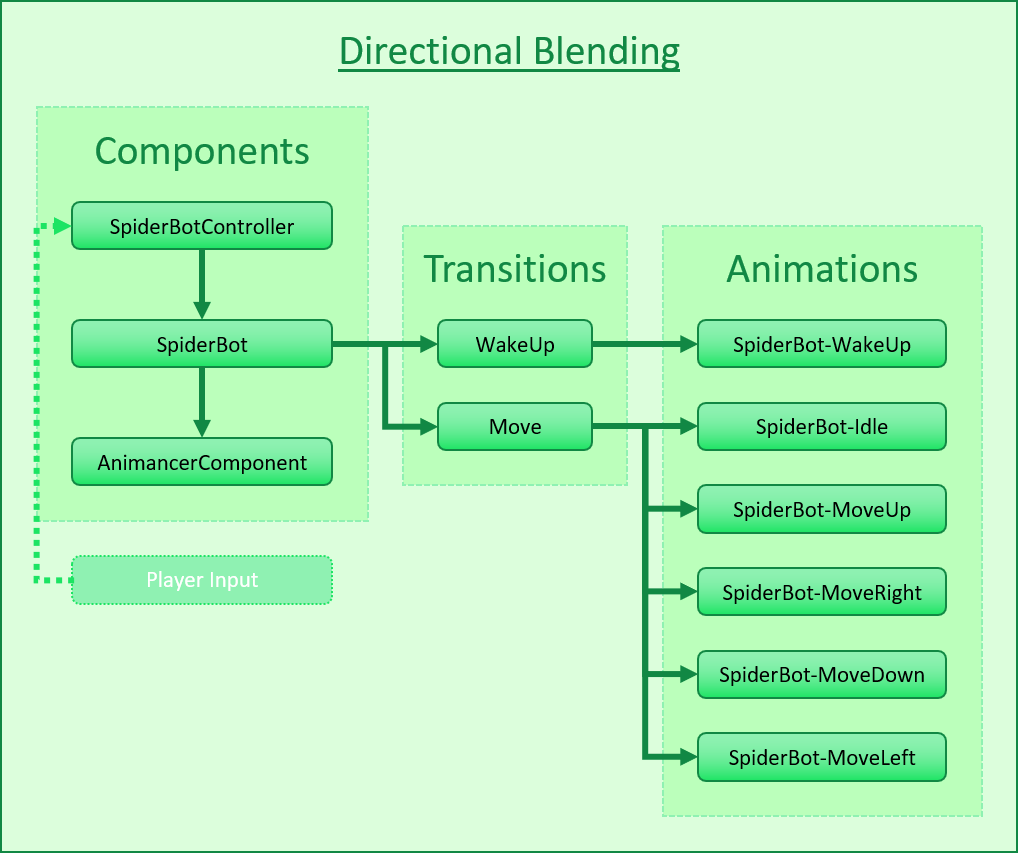 Directional Blending
Components
SpiderBotController
SpiderBot
AnimancerComponent
Player Input
Transitions
WakeUp
Move
Animations
SpiderBot-WakeUp
SpiderBot-Idle
SpiderBot-MoveUp
SpiderBot-MoveRight
SpiderBot-MoveDown
SpiderBot-MoveLeft